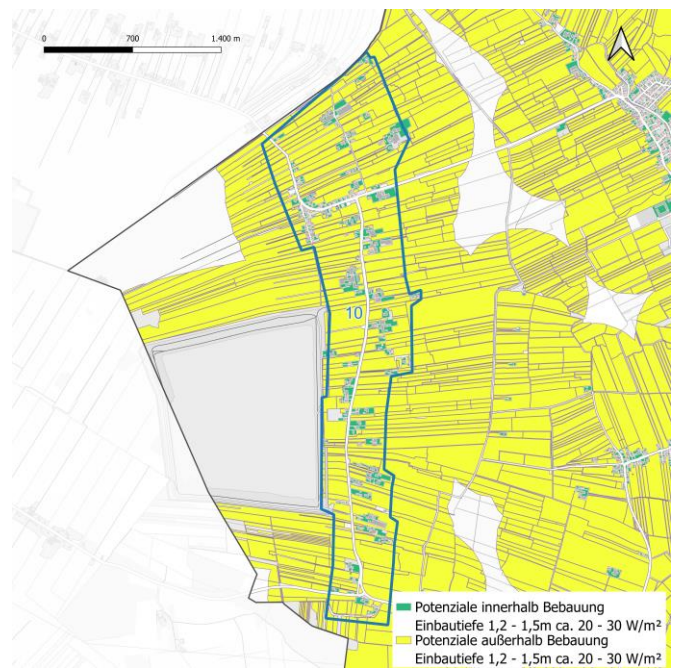 0 700 1.400 m
10
Potenziale innerhalb Bebauung
Einbautiefe 1,2 - 1,5m ca. 20 - 30 W/m²
Potenziale außerhalb Bebauung
Einbautiefe 1,2 - 1,5m ca. 20 - 30 W/m²